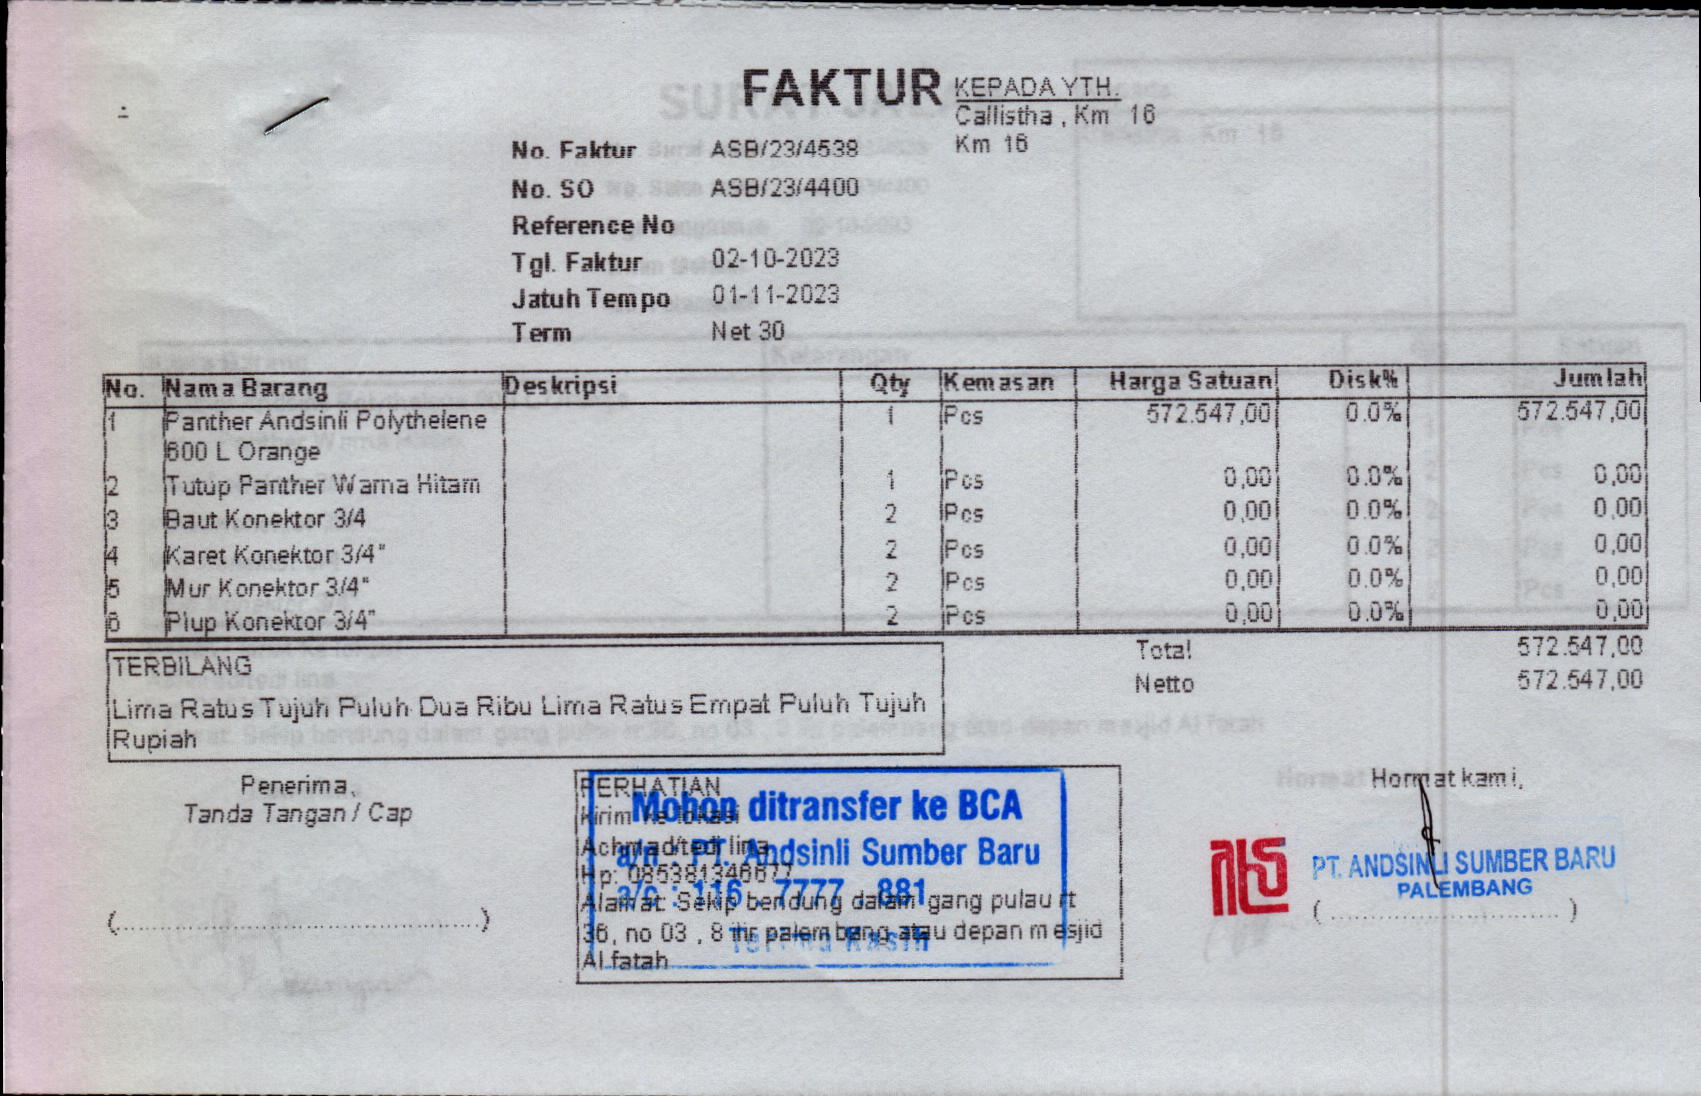 FAKTUR
KEPADA YTH.
Callistha , Km 16
Km 16
No. Faktur ASB/23/4538
No. SO ASB/23/4400
Reference No
Tgl. Faktur 02-10-2023
Jatuh Tempo 01-11-2023
Term Net 30
No. Nama Barang Deskripsi Qty Kemasan Harga Satuan Disk% Jumlah
1 Panther Andsinli Polythelene 1 Pcs 572.547,00 0.0% 572.547,00
600 L Orange
2 Tutup Panther Warna Hitam 1 Pcs 0,00 0.0% 0,00
3 Baut Konektor 3/4 2 Pcs 0,00 0.0% 0,00
4 Karet Konektor 3/4" 2 Pcs 0,00 0.0% 0,00
5 Mur Konektor 3/4" 2 Pcs 0,00 0.0% 0,00
6 Plup Konektor 3/4" 2 Pcs 0,00 0.0% 0,00
Total 572.547,00
Netto 572.547,00
TERBILANG
Lima Ratus Tujuh Puluh Dua Ribu Lima Ratus Empat Puluh Tujuh
Rupiah
Penerima,
Tanda Tangan / Cap
(....................................................)
PERHATIAN
Kirim ke lokasi
Achmad/tedi lina
Hp: 085381346677
Alamat: Sekip bendung dalam gang pulau rt
36, no 03 , 8 ilir palembang atau depan mesjid
Al fatah
Mohon ditransfer ke BCA
a/n : PT. Andsinli Sumber Baru
a/c : 116 . 7777 . 881
Terima Kasih
Hormat kami,
PT. ANDSINLI SUMBER BARU
PALEMBANG
(................................)